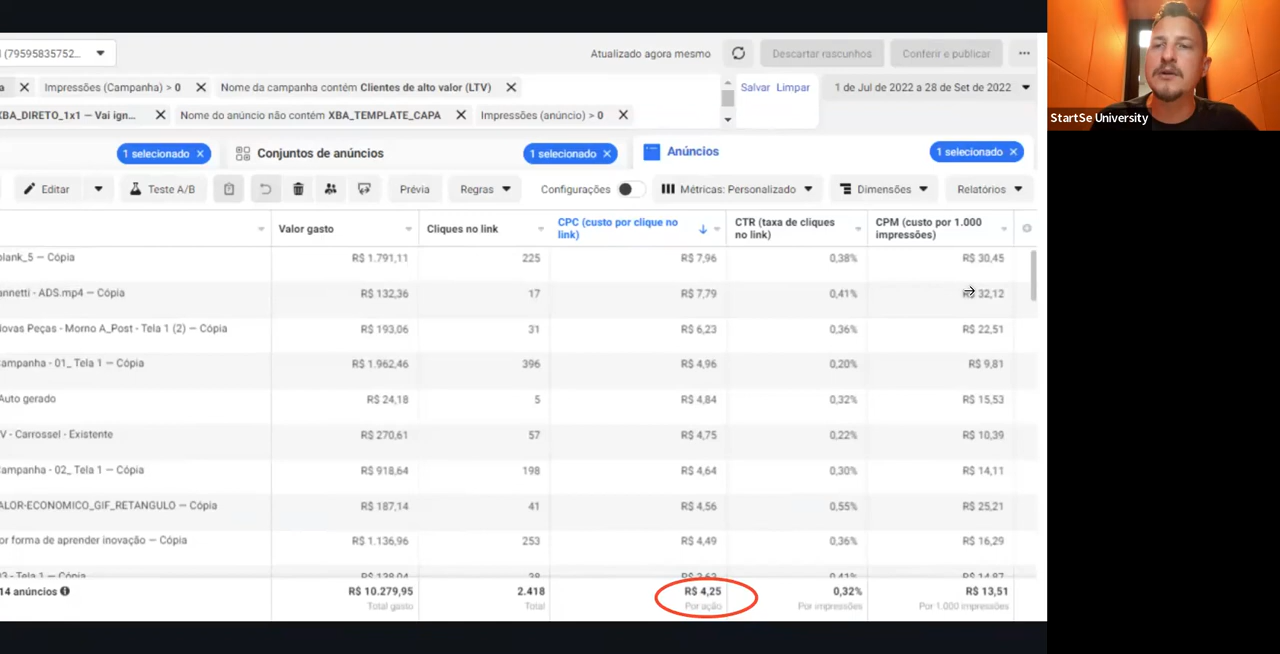 (79595835752...
Atualizado agora mesmo
Descartar rascunhos
Conferir e publicar
Impressões (Campanha) > 0
Nome da campanha contém Clientes de alto valor (LTV)
Salvar Limpar
1 de Jul de 2022 a 28 de Set de 2022
StartSe University
XBA_DIRETO_1x1 — Vai ign...
Nome do anúncio não contém XBA_TEMPLATE_CAPA
Impressões (anúncio) > 0
1 selecionado
Conjuntos de anúncios
1 selecionado
Anúncios
1 selecionado
Editar
Teste A/B
Prévia
Regras
Configurações
Métricas: Personalizado
Dimensões
Relatórios
Valor gasto
Cliques no link
CPC (custo por clique no
link)
CTR (taxa de cliques
no link)
CPM (custo por 1.000
impressões)
blank_5 — Cópia R$ 1.791,11 225 R$ 7,96 0,38% R$ 30,45
annetti - ADS.mp4 — Cópia R$ 132,36 17 R$ 7,79 0,41% R$ 32,12
ovas Peças - Morno A_Post - Tela 1 (2) — Cópia R$ 193,06 31 R$ 6,23 0,36% R$ 22,51
ampanha - 01_ Tela 1 — Cópia R$ 1.962,46 396 R$ 4,96 0,20% R$ 9,81
Auto gerado R$ 24,18 5 R$ 4,84 0,32% R$ 15,53
V - Carrossel - Existente R$ 270,61 57 R$ 4,75 0,22% R$ 10,39
ampanha - 02_ Tela 1 — Cópia R$ 918,64 198 R$ 4,64 0,30% R$ 14,11
ALOR-ECONOMICO_GIF_RETANGULO — Cópia R$ 187,14 41 R$ 4,56 0,55% R$ 25,21
or forma de aprender inovação — Cópia R$ 1.136,96 253 R$ 4,49 0,36% R$ 16,29
14 anúncios R$ 10.279,95 2.418 R$ 4,25 0,32% R$ 13,51
Total gasto Total Por ação Por impressões Por 1.000 impressões